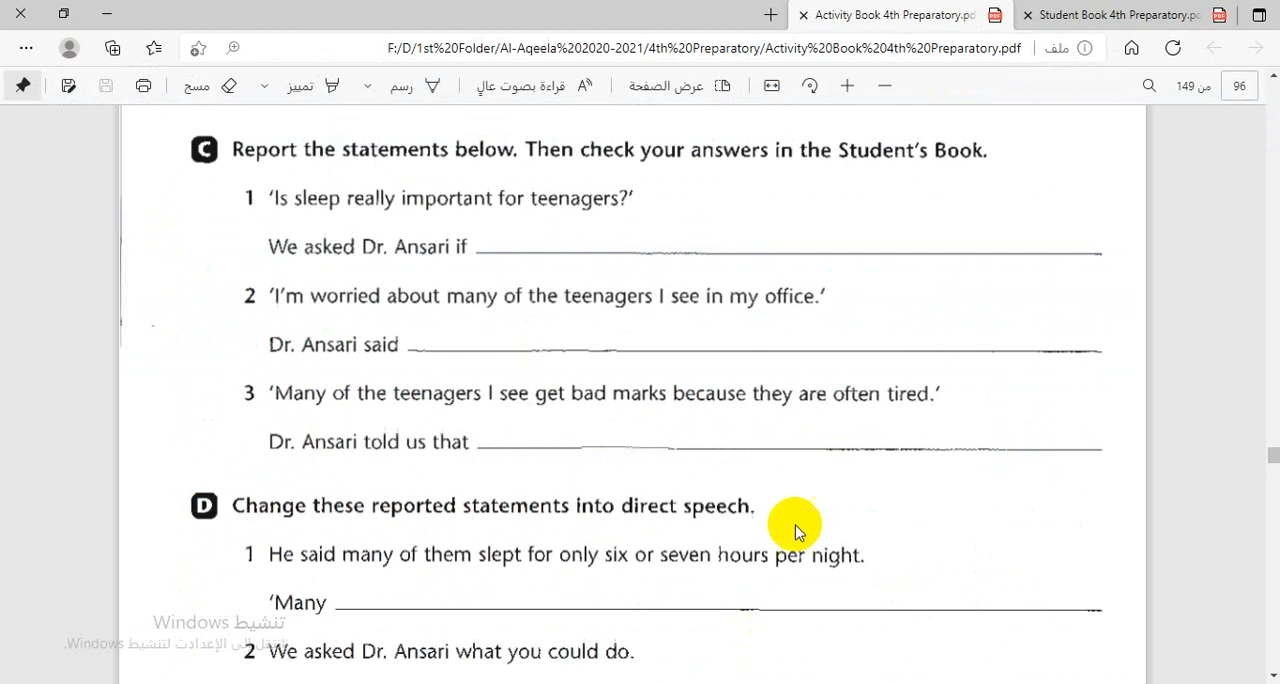 Activity Book 4th Preparatory.pd
Student Book 4th Preparatory.pc
F:/D/1st%20Folder/Al-Aqeela%202020-2021/4th%20Preparatory/Activity%20Book%204th%20Preparatory.pdf
ملف
مسح
تمييز
رسم
قراءة بصوت عالٍ
عرض الصفحة
من 149
96
C Report the statements below. Then check your answers in the Student's Book.
1 'Is sleep really important for teenagers?'
We asked Dr. Ansari if
2 'I'm worried about many of the teenagers I see in my office.'
Dr. Ansari said
3 'Many of the teenagers I see get bad marks because they are often tired.'
Dr. Ansari told us that
D Change these reported statements into direct speech.
1 He said many of them slept for only six or seven hours per night.
'Many
تنشيط Windows
انتقل إلى الإعدادات لتنشيط Windows.
2 We asked Dr. Ansari what you could do.